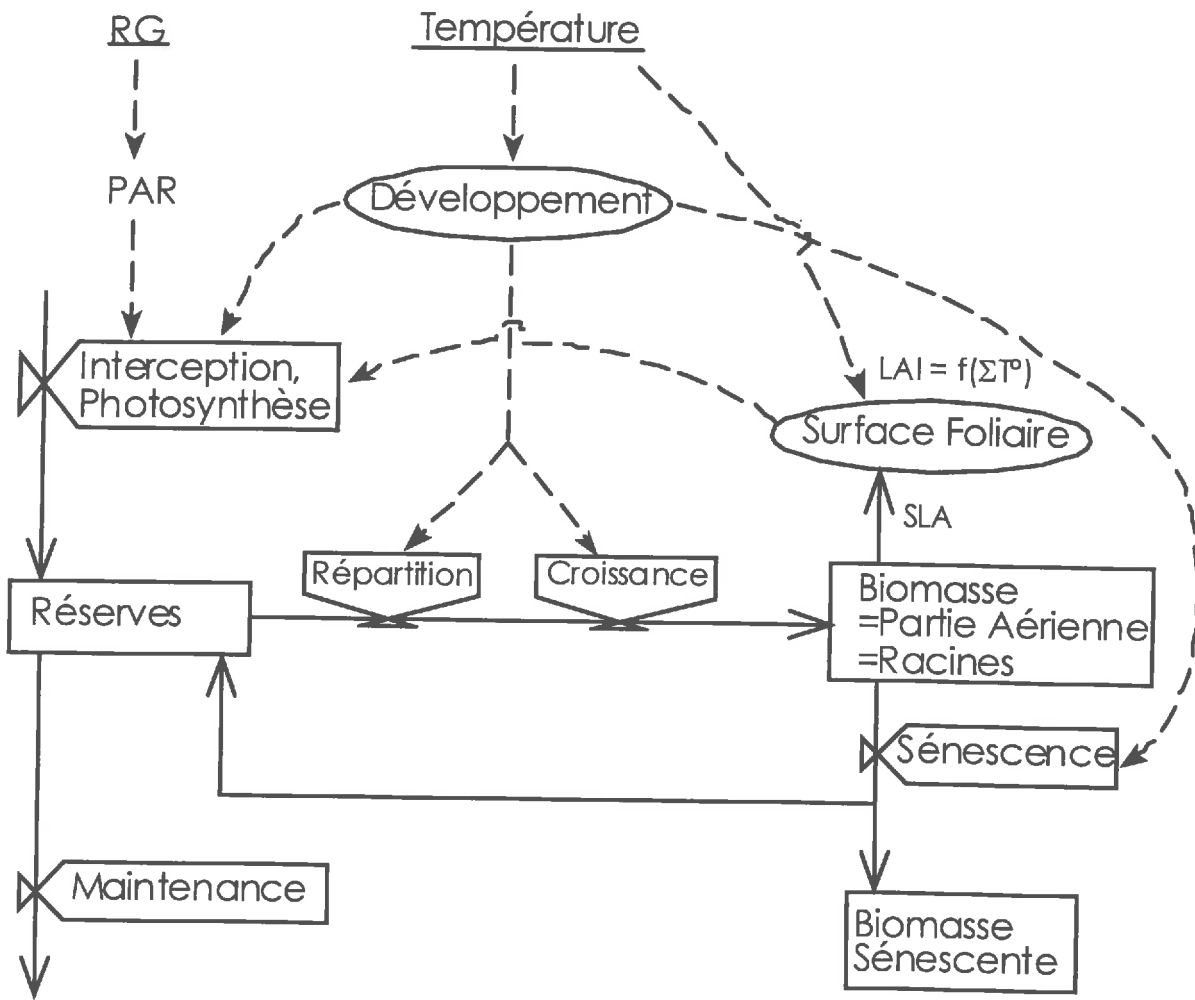 RG
Température
PAR
Développement
Interception,
Photosynthèse
LAI = f(ΣT°)
Surface Foliaire
SLA
Répartition
Croissance
Réserves
Biomasse
=Partie Aérienne
=Racines
Sénescence
Maintenance
Biomasse
Sénescente